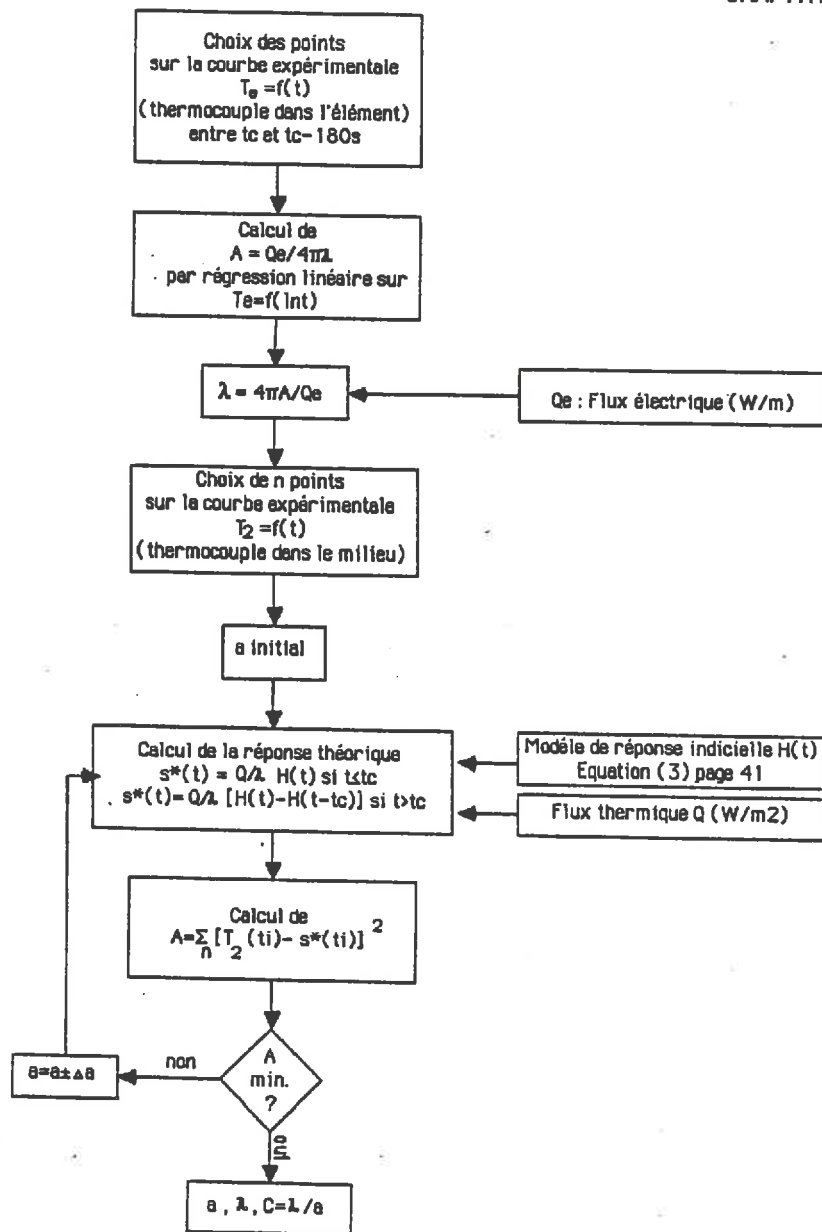 Choix des points
sur la courbe expérimentale
Te =f(t)
(thermocouple dans l'élément)
entre tc et tc-180s
Calcul de
A = Qe/4πλ
par régression linéaire sur
Te=f(lnt)
λ = 4πA/Qe
Qe : Flux électrique (W/m)
Choix de n points
sur la courbe expérimentale
T2 =f(t)
(thermocouple dans le milieu)
a initial
Calcul de la réponse théorique
s*(t) = Q/λ H(t) si t≤tc
s*(t)= Q/λ [H(t)-H(t-tc)] si t>tc
Modèle de réponse indicielle H(t)
Equation (3) page 41
Flux thermique Q (W/m2)
Calcul de
A=Σn [T2 (ti)- s*(ti)] 2
A
min.
?
non
a=a±Δa
oui
a , λ, C=λ/a